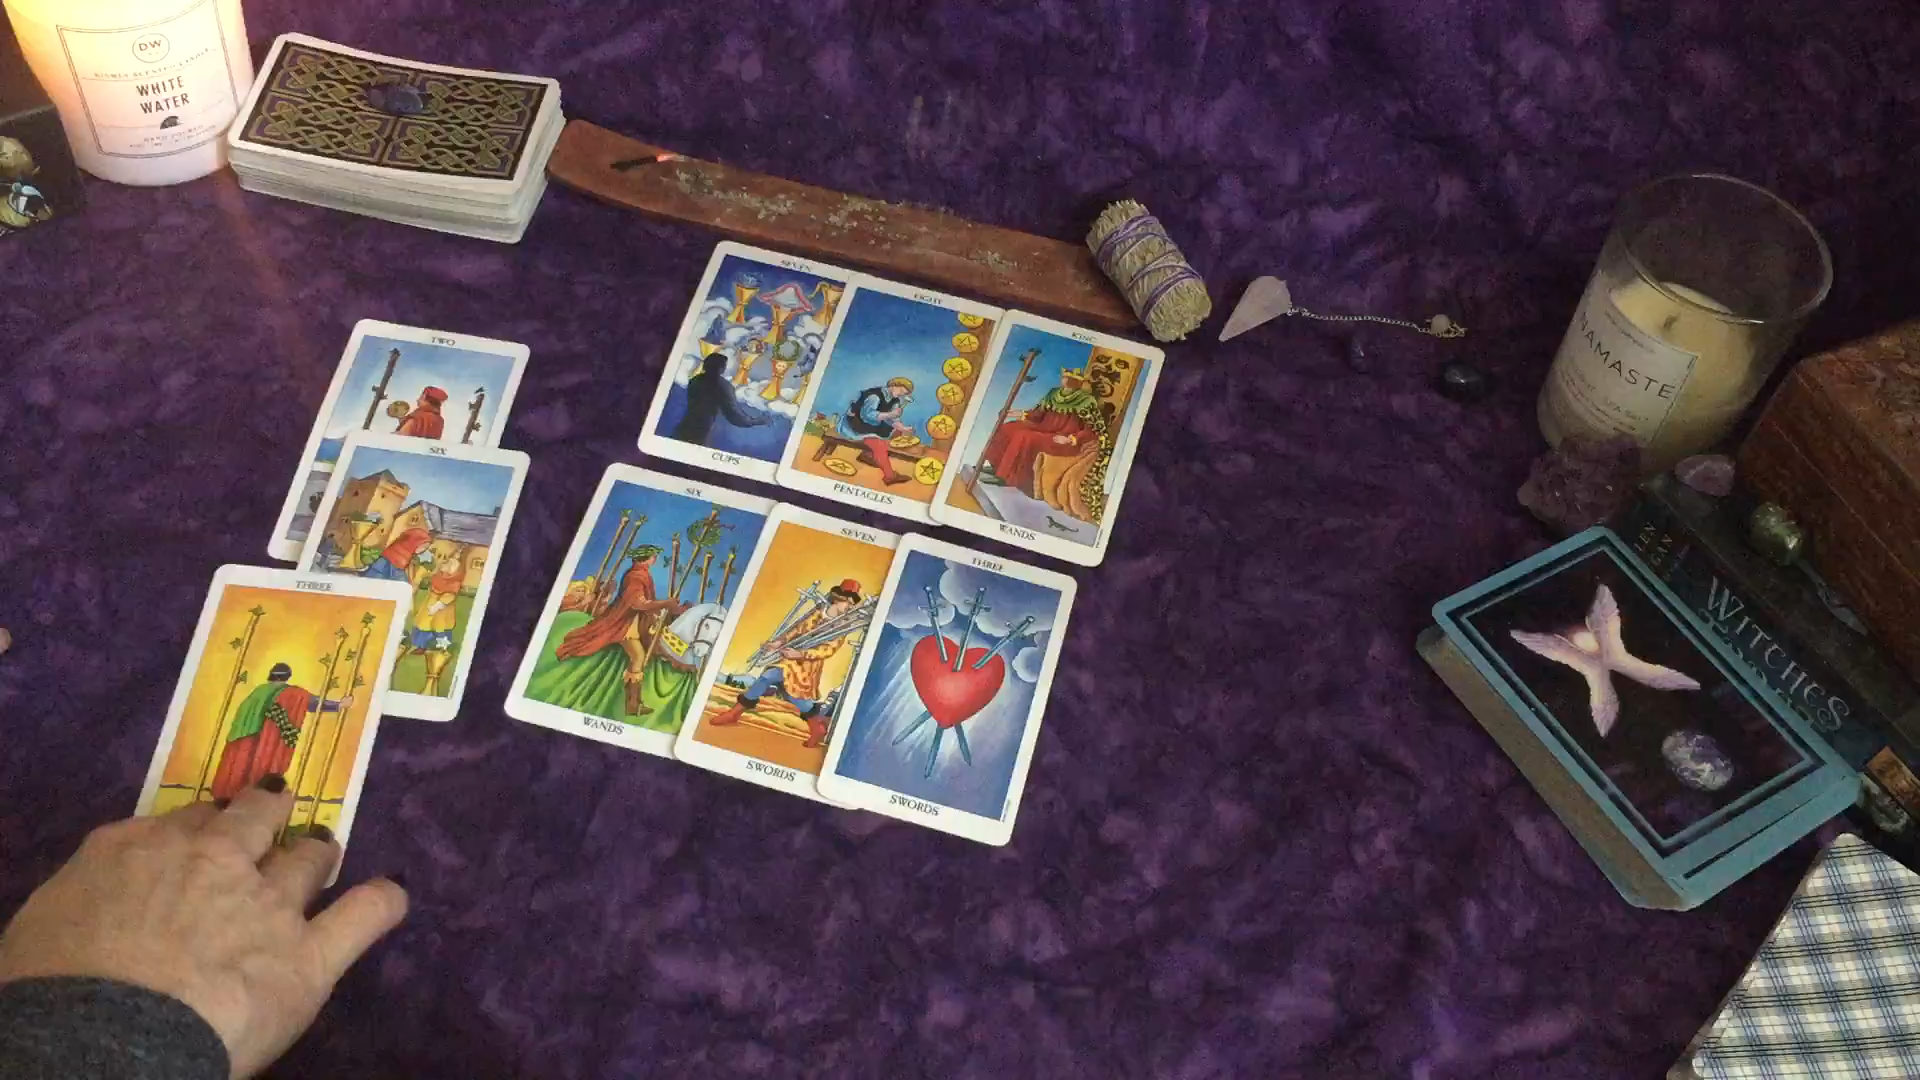 DW
WHITE
WATER
SEVEN
CUPS
EIGHT
PENTACLES
KING
WANDS
TWO
SIX
THREE
SIX
WANDS
SEVEN
SWORDS
THREE
SWORDS
NAMASTE
WITCHES